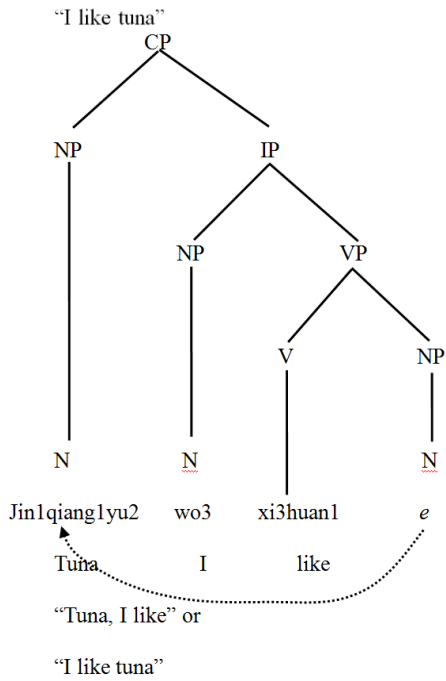 “I like tuna”
CP
NP IP
NP VP
V NP
N N N
Jin1qiang1yu2 wo3 xi3huan1 e
Tuna I like
“Tuna, I like” or
“I like tuna”